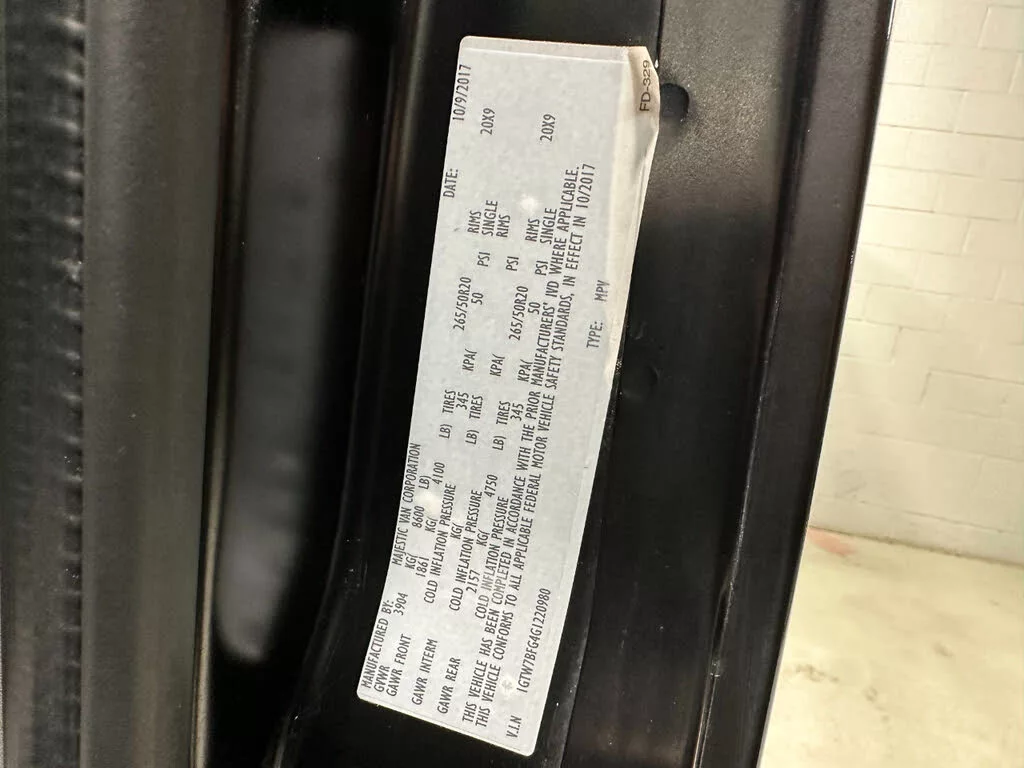 MANUFACTURED BY: MAJESTIC VAN CORPORATION DATE: 10/9/2017
GVWR 3904 KG( 8600 LB)
GAWR FRONT 1861 KG( 4100 LB) TIRES 265/50R20 RIMS 20X9
COLD INFLATION PRESSURE 345 KPA( 50 PSI SINGLE
GAWR INTERM KG( LB) TIRES RIMS
COLD INFLATION PRESSURE KPA( PSI
GAWR REAR 2157 KG( 4750 LB) TIRES 265/50R20 RIMS 20X9
COLD INFLATION PRESSURE 345 KPA( 50 PSI SINGLE
THIS VEHICLE HAS BEEN COMPLETED IN ACCORDANCE WITH THE PRIOR MANUFACTURERS' IVD WHERE APPLICABLE.
THIS VEHICLE CONFORMS TO ALL APPLICABLE FEDERAL MOTOR VEHICLE SAFETY STANDARDS, IN EFFECT IN 10/2017
V.I.N 1GTW7BFG4G1220980 TYPE: MPV
FD-329